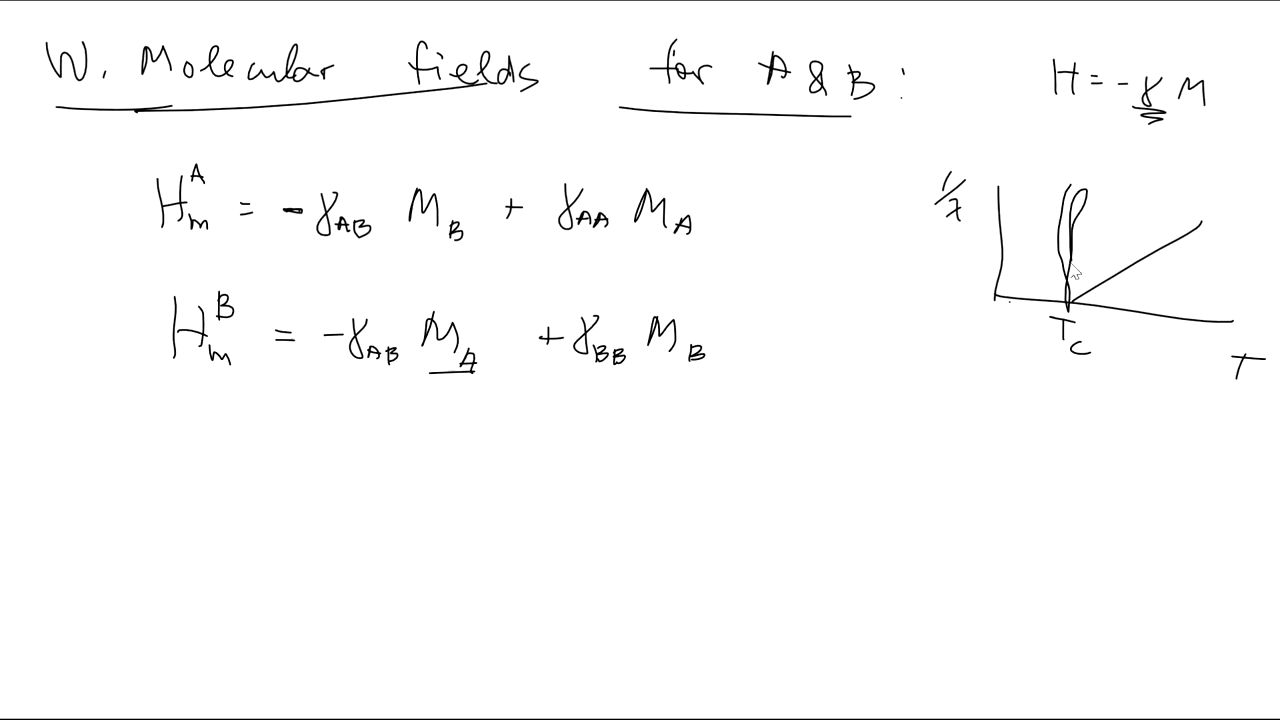 W. Molecular fields for A & B :
H = - γ M
H_m^A = - γ_AB M_B + γ_AA M_A
H_m^B = - γ_AB M_A + γ_BB M_B
1/χ
T_C
T